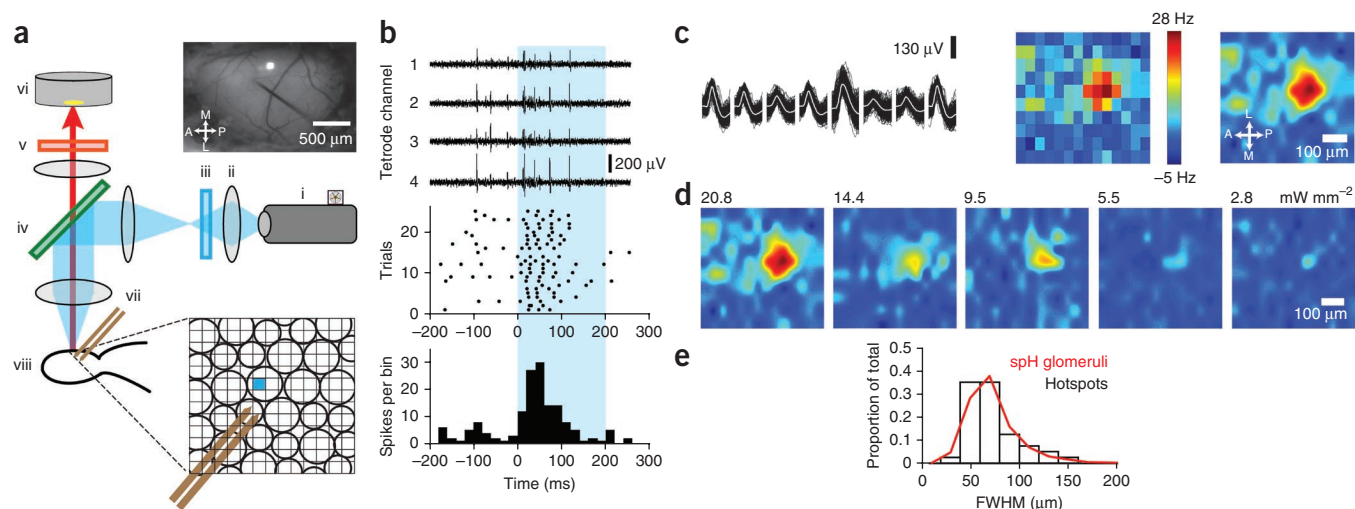 a
vi
v
iv
iii
ii
i
vii
viii
M
A P
L
500 μm
b
Tetrode channel
1
2
3
4
200 μV
Trials
20
10
0
−200 −100 0 100 200 300
Spikes per bin
30
20
10
0
−200 −100 0 100 200 300
Time (ms)
c
130 μV
28 Hz
−5 Hz
L
A P
M
100 μm
d
20.8 14.4 9.5 5.5 2.8 mW mm−2
100 μm
e
Proportion of total
0.5
0.4
0.3
0.2
0.1
0
spH glomeruli
Hotspots
0 50 100 150 200
FWHM (μm)